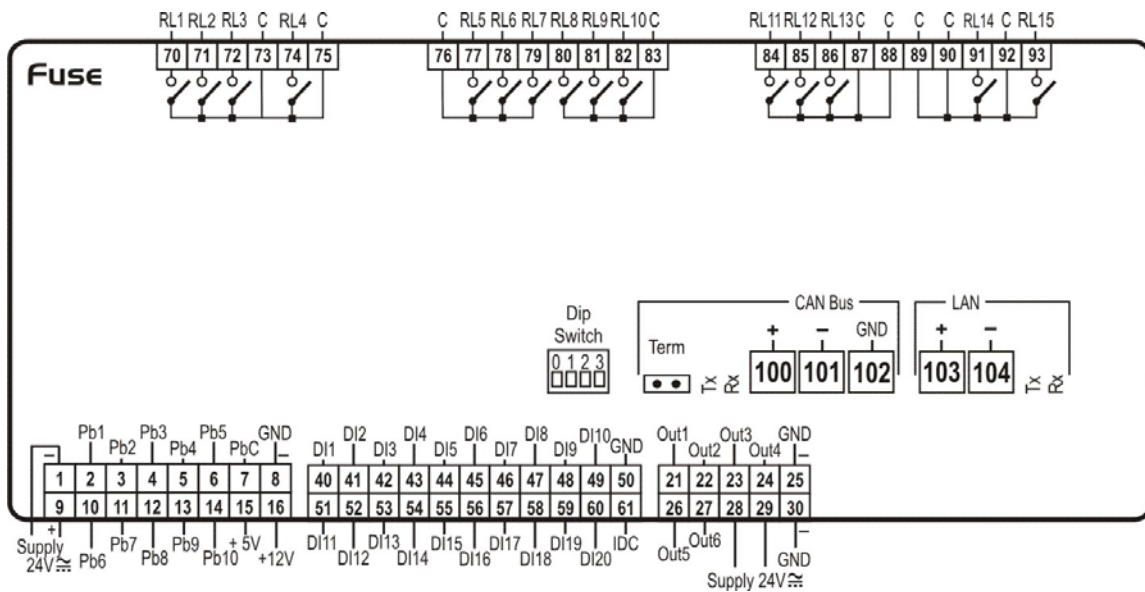 RL1 RL2 RL3 C RL4 C C RL5 RL6 RL7 RL8 RL9 RL10 C RL11 RL12 RL13 C C C C RL14 C RL15
70 71 72 73 74 75 76 77 78 79 80 81 82 83 84 85 86 87 88 89 90 91 92 93
Fuse
CAN Bus LAN
Dip
Switch
0 1 2 3
Term
+ − GND + −
Tx Rx 100 101 102 103 104 Tx Rx
Pb1 Pb3 Pb5 GND DI2 DI4 DI6 DI8 DI10 Out1 Out3 GND
− Pb2 Pb4 PbC − DI1 DI3 DI5 DI7 DI9 GND Out2 Out4 −
1 2 3 4 5 6 7 8 40 41 42 43 44 45 46 47 48 49 50 21 22 23 24 25
9 10 11 12 13 14 15 16 51 52 53 54 55 56 57 58 59 60 61 26 27 28 29 30
+ Pb7 Pb9 + 5V DI11 DI13 DI15 DI17 DI19 IDC Out5 Out6 −
Supply
24V≂ Pb6 Pb8 Pb10 +12V DI12 DI14 DI16 DI18 DI20 GND
Supply 24V≂